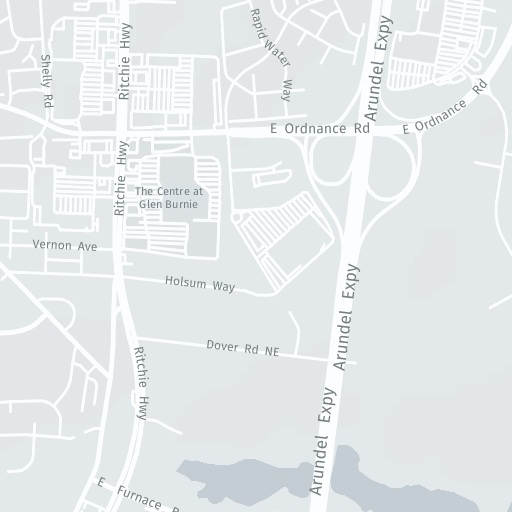 Rapid Water Way
Ritchie Hwy
Arundel Expy
Shelly Rd
E Ordnance Rd
E Ordnance Rd
Ritchie Hwy
The Centre at
Glen Burnie
Vernon Ave
Holsum Way
Arundel Expy
Dover Rd NE
Ritchie Hwy
Arundel Expy
E Furnace